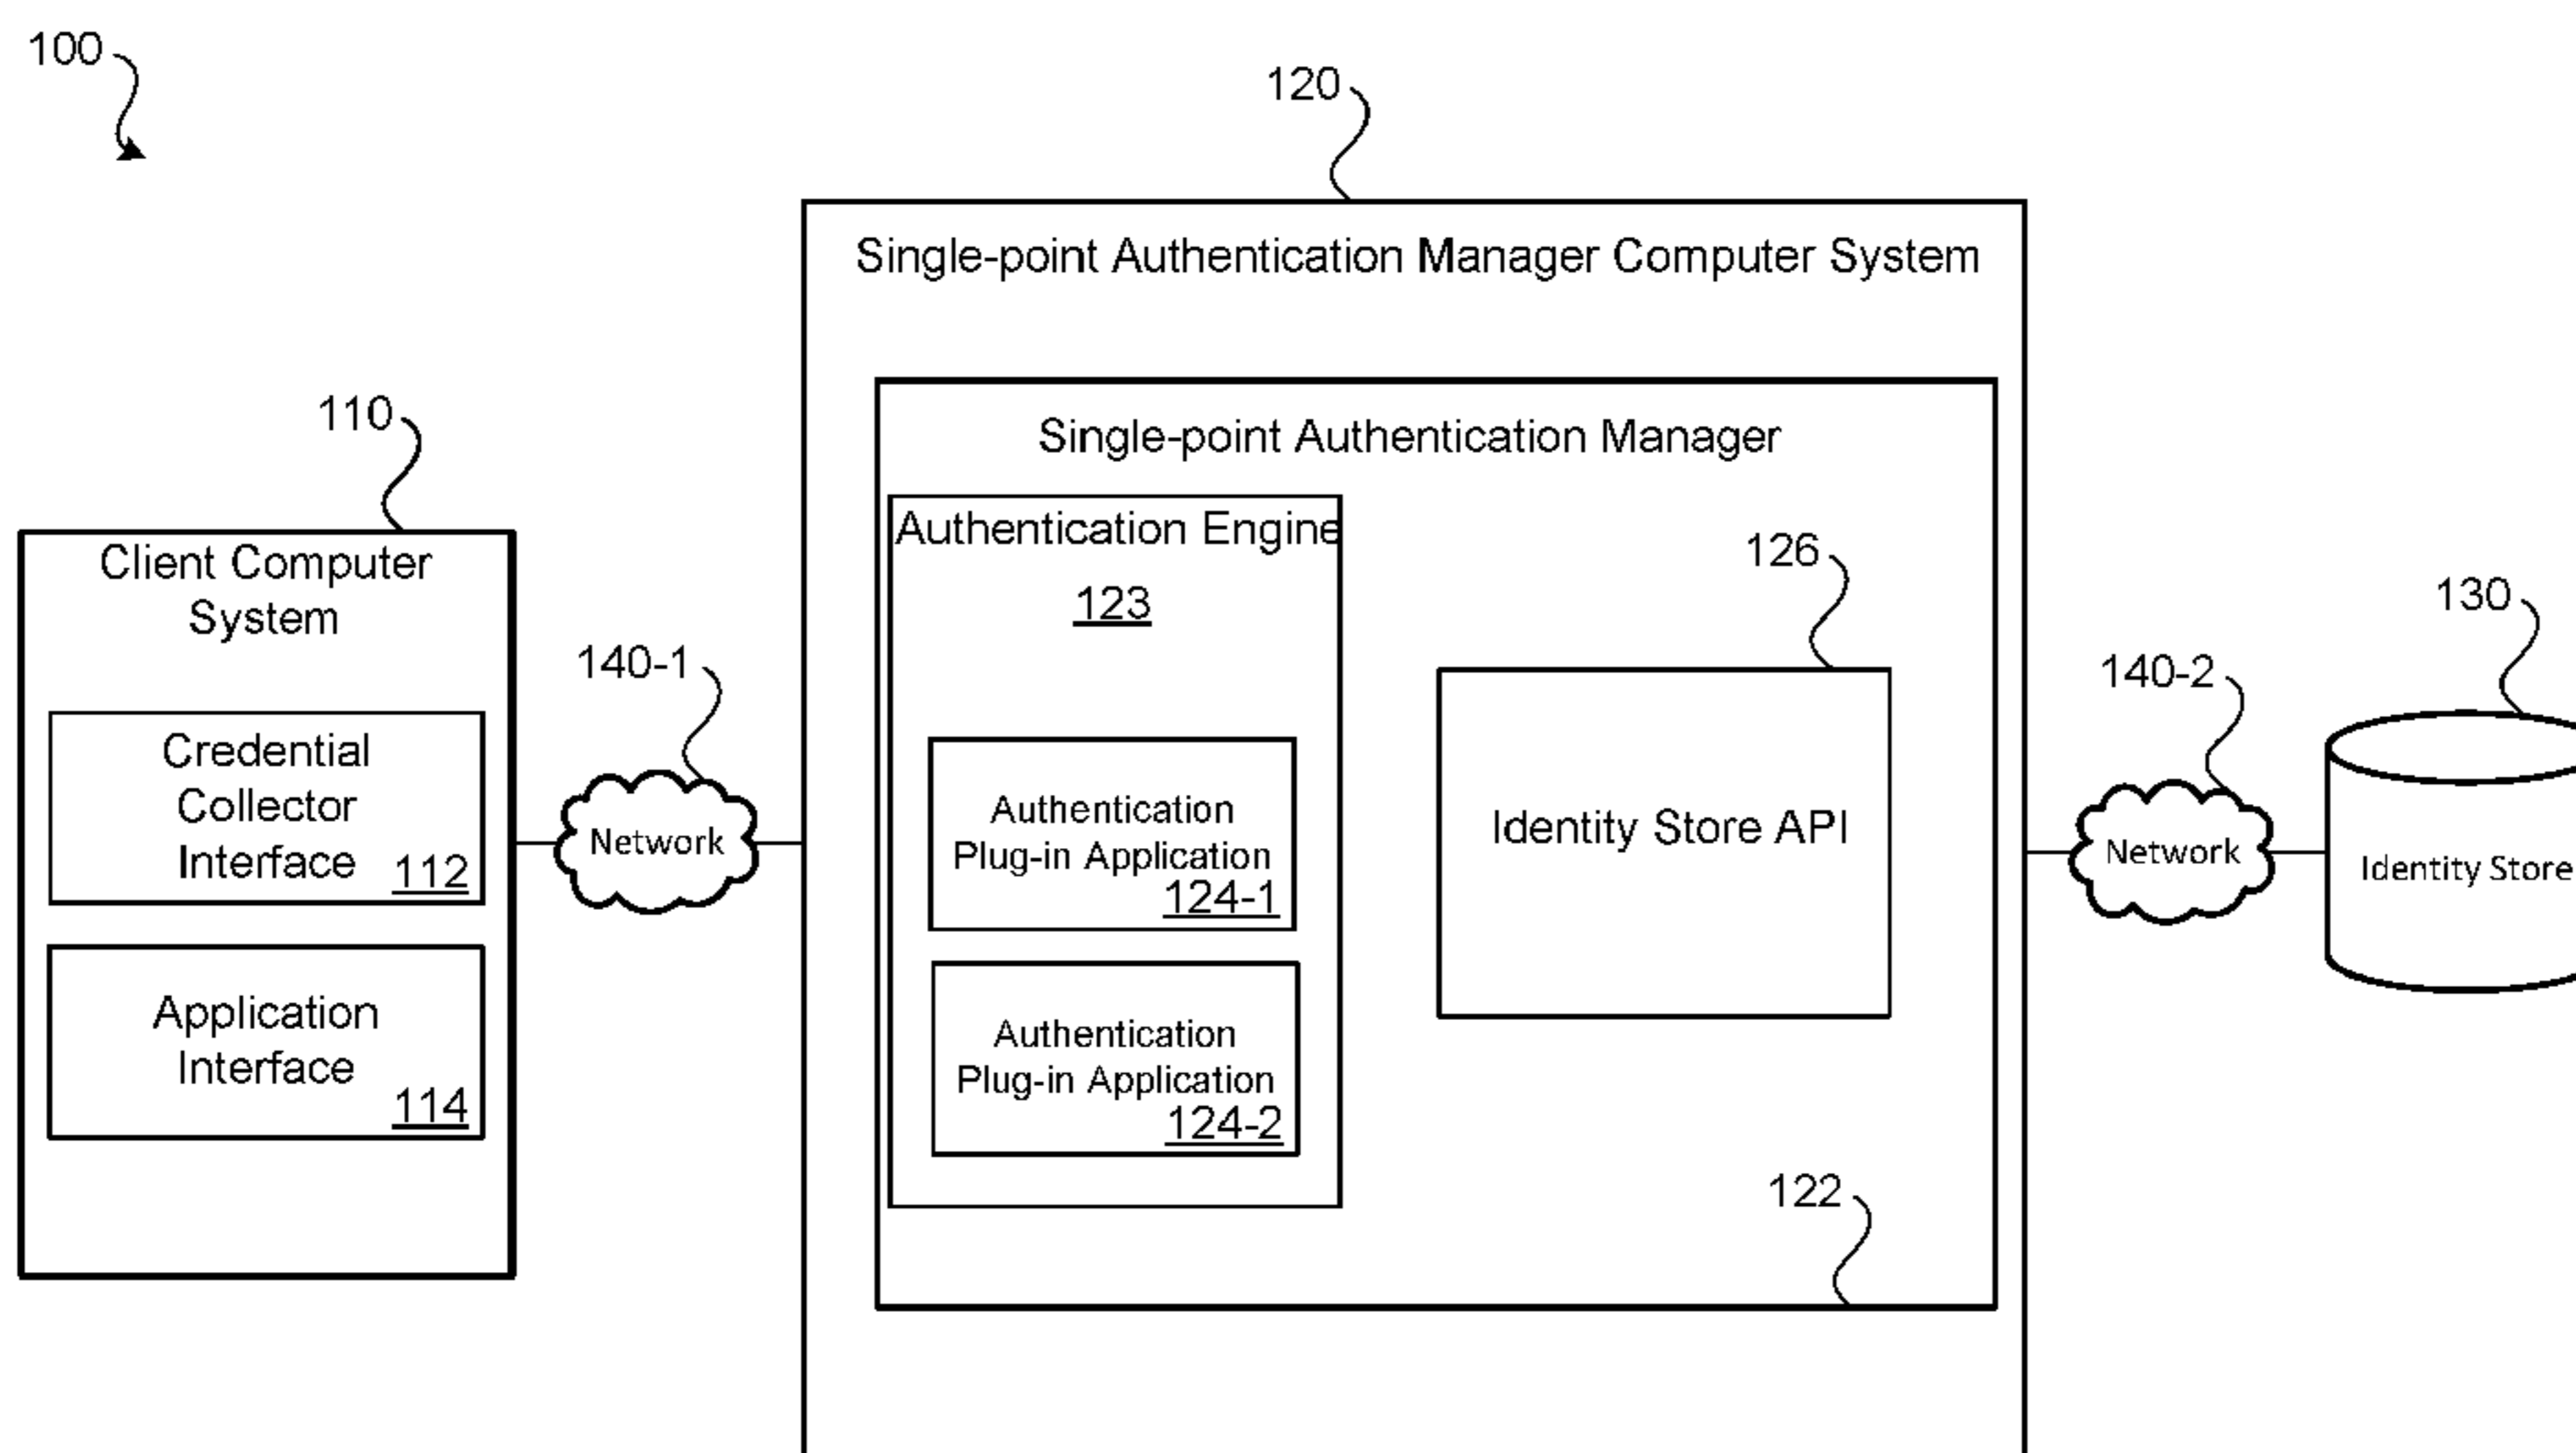 100
120
Single-point Authentication Manager Computer System
110
Single-point Authentication Manager
Client Computer
System
Authentication Engine
123
126
130
140-1
140-2
Credential
Collector
Interface 112
Network
Authentication
Plug-in Application
124-1
Identity Store API
Network
Identity Store
Application
Interface
114
Authentication
Plug-in Application
124-2
122